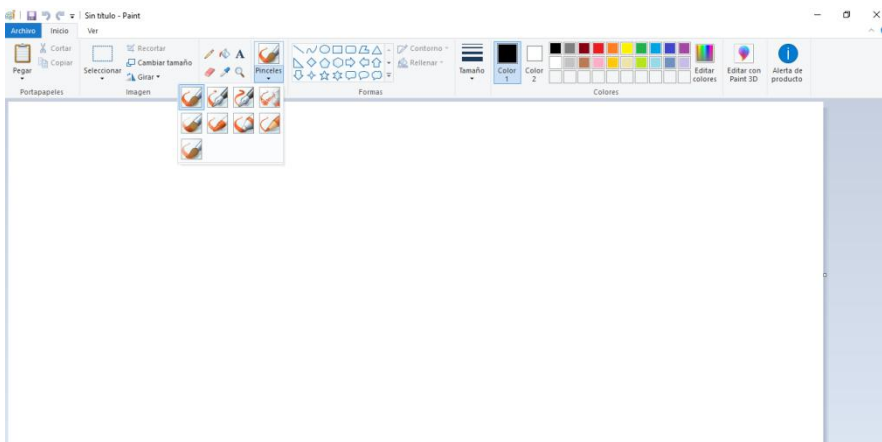 Sin título - Paint
Archivo Inicio Ver
Pegar
Cortar
Copiar
Portapapeles
Seleccionar
Recortar
Cambiar tamaño
Girar
Imagen
A
Pinceles
Contorno
Rellenar
Formas
Tamaño
Color 1
Color 2
Editar colores
Colores
Editar con Paint 3D
Alerta de producto